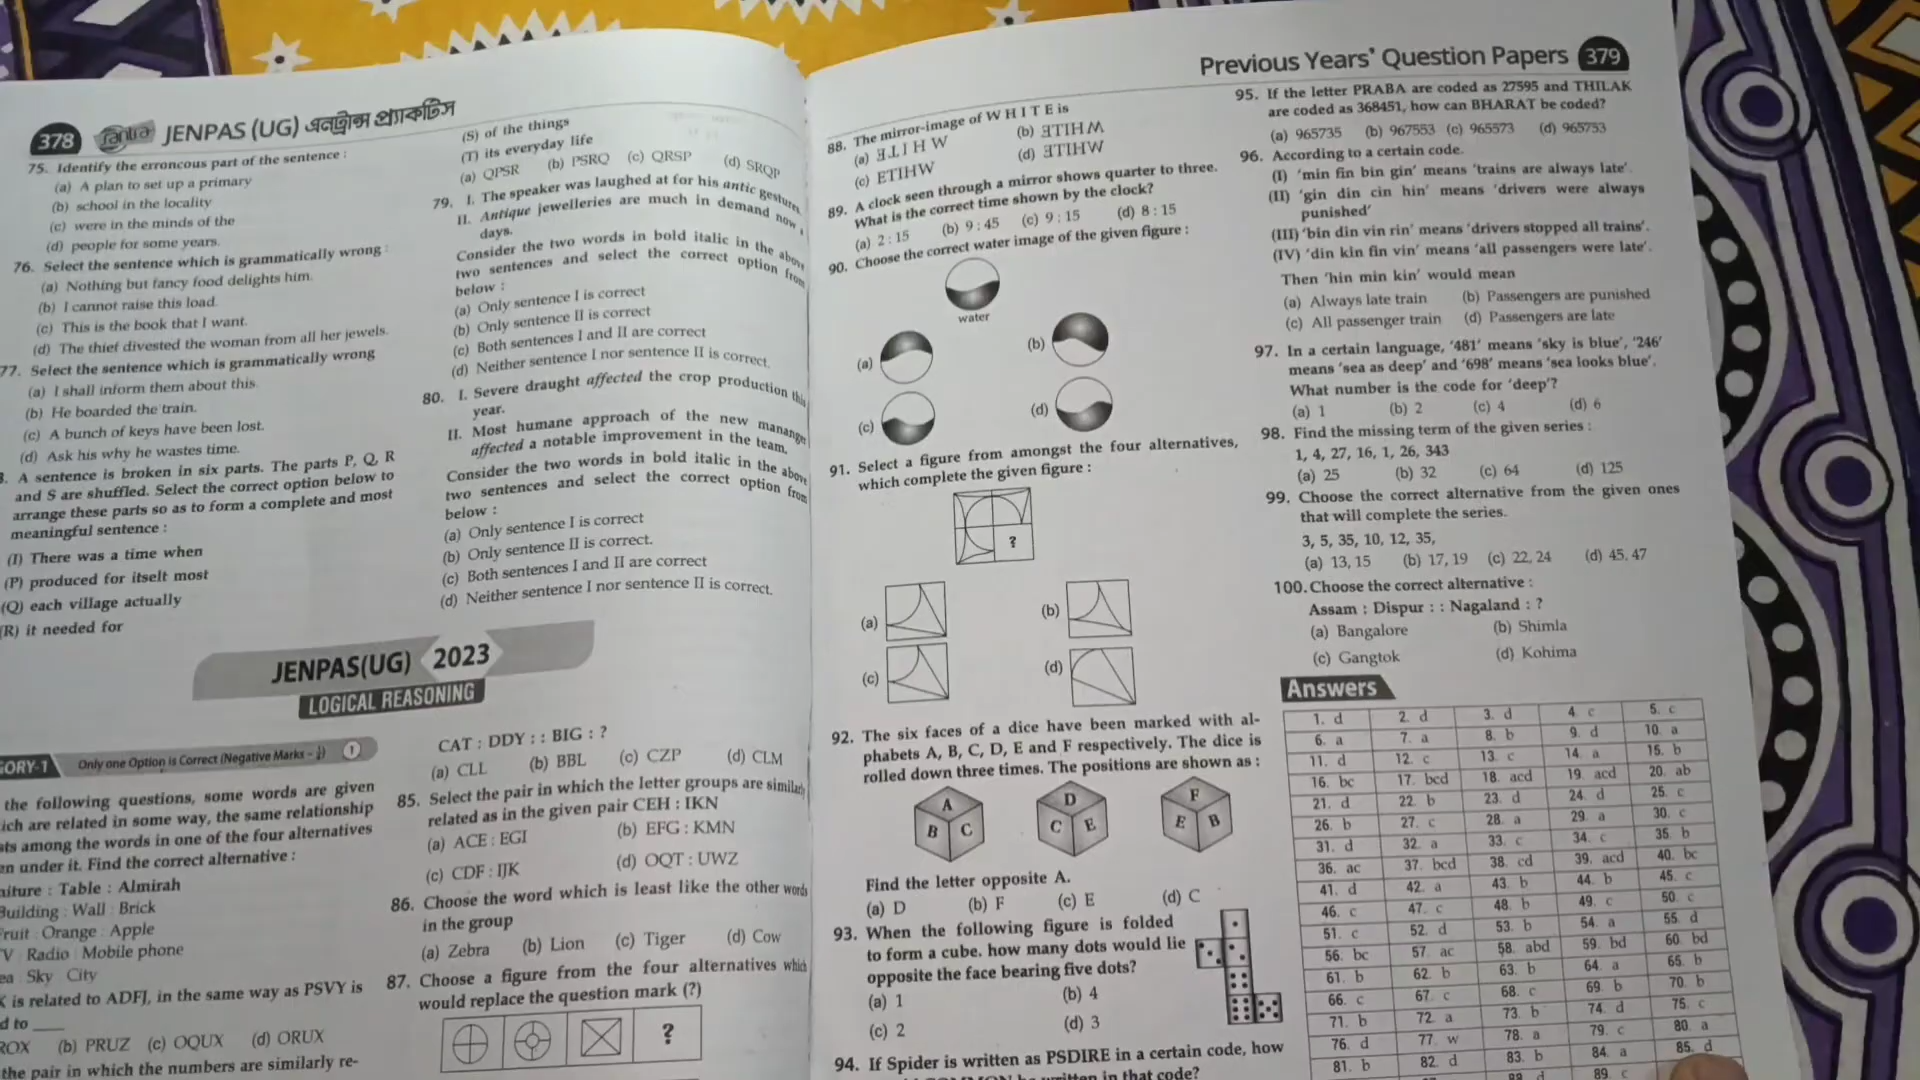 378 JENPAS (UG) এনট্রান্স প্র্যাকটিস
75. Identify the erroncous part of the sentence :
(a) A plan to set up a primary
(b) school in the locality
(c) were in the minds of the
(d) people for some years.
76. Select the sentence which is grammatically wrong :
(a) Nothing but fancy food delights him.
(b) I cannot raise this load.
(c) This is the book that I want.
(d) The thief divested the woman from all her jewels.
77. Select the sentence which is grammatically wrong
(a) I shall inform them about this.
(b) He boarded the train.
(c) A bunch of keys have been lost.
(d) Ask his why he wastes time.
A sentence is broken in six parts. The parts P, Q, R
and S are shuffled. Select the correct option below to
arrange these parts so as to form a complete and most
meaningful sentence :
(I) There was a time when
(P) produced for itselt most
(Q) each village actually
(R) it needed for
(S) of the things
(T) its everyday life
(a) QPSR (b) PSRQ (c) QRSP (d) SRQP
79. I. The speaker was laughed at for his antic gestures.
II. Antique jewelleries are much in demand now
days.
Consider the two words in bold italic in the above
two sentences and select the correct option from
below :
(a) Only sentence I is correct
(b) Only sentence II is correct
(c) Both sentences I and II are correct
(d) Neither sentence I nor sentence II is correct.
80. I. Severe draught affected the crop production this
year.
II. Most humane approach of the new mananger
affected a notable improvement in the team.
Consider the two words in bold italic in the above
two sentences and select the correct option from
below :
(a) Only sentence I is correct
(b) Only sentence II is correct.
(c) Both sentences I and II are correct
(d) Neither sentence I nor sentence II is correct.
JENPAS(UG) 2023
LOGICAL REASONING
GORY-1 Only one Option is Correct (Negative Marks - 1
the following questions, some words are given
ich are related in some way, the same relationship
sts among the words in one of the four alternatives
en under it. Find the correct alternative :
niture : Table : Almirah
Building : Wall : Brick
Fruit : Orange : Apple
V : Radio : Mobile phone
ea : Sky : City
is related to ADFJ, in the same way as PSVY is
d to
ROX (b) PRUZ (c) OQUX (d) ORUX
the pair in which the numbers are similarly re-
CAT : DDY : : BIG : ?
(a) CLL (b) BBL (c) CZP (d) CLM
85. Select the pair in which the letter groups are similarly
related as in the given pair CEH : IKN
(a) ACE : EGI (b) EFG : KMN
(c) CDF : IJK (d) OQT : UWZ
86. Choose the word which is least like the other words
in the group
(a) Zebra (b) Lion (c) Tiger (d) Cow
87. Choose a figure from the four alternatives which
would replace the question mark (?)
?
Previous Years' Question Papers 379
88. The mirror-image of W H I T E is
(a) (b)
(c) ETIHW (d)
89. A clock seen through a mirror shows quarter to three.
What is the correct time shown by the clock?
(a) 2 : 15 (b) 9 : 45 (c) 9 : 15 (d) 8 : 15
90. Choose the correct water image of the given figure :
water
(a) (b)
(c) (d)
91. Select a figure from amongst the four alternatives,
which complete the given figure :
?
(a) (b)
(c) (d)
92. The six faces of a dice have been marked with al-
phabets A, B, C, D, E and F respectively. The dice is
rolled down three times. The positions are shown as :
A B C D C E F E B
Find the letter opposite A.
(a) D (b) F (c) E (d) C
93. When the following figure is folded
to form a cube. how many dots would lie
opposite the face bearing five dots?
(a) 1 (b) 4
(c) 2 (d) 3
94. If Spider is written as PSDIRE in a certain code, how
written in that code?
95. If the letter PRABA are coded as 27595 and THILAK
are coded as 368451, how can BHARAT be coded?
(a) 965735 (b) 967553 (c) 965573 (d) 965753
96. According to a certain code.
(I) 'min fin bin gin' means 'trains are always late'.
(II) 'gin din cin hin' means 'drivers were always
punished'
(III) 'bin din vin rin' means 'drivers stopped all trains'.
(IV) 'din kin fin vin' means 'all passengers were late'.
Then 'hin min kin' would mean
(a) Always late train (b) Passengers are punished
(c) All passenger train (d) Passengers are late
97. In a certain language, '481' means 'sky is blue', '246'
means 'sea as deep' and '698' means 'sea looks blue'.
What number is the code for 'deep'?
(a) 1 (b) 2 (c) 4 (d) 6
98. Find the missing term of the given series :
1, 4, 27, 16, 1, 26, 343
(a) 25 (b) 32 (c) 64 (d) 125
99. Choose the correct alternative from the given ones
that will complete the series.
3, 5, 35, 10, 12, 35,
(a) 13, 15 (b) 17, 19 (c) 22, 24 (d) 45, 47
100. Choose the correct alternative :
Assam : Dispur : : Nagaland : ?
(a) Bangalore (b) Shimla
(c) Gangtok (d) Kohima
Answers
1. d 2. d 3. d 4. c 5. c
6. a 7. a 8. b 9. d 10. a
11. d 12. c 13. c 14. a 15. b
16. bc 17. bcd 18. acd 19. acd 20. ab
21. d 22. b 23. d 24. d 25. c
26. b 27. c 28. a 29. a 30. c
31. d 32. a 33. c 34. c 35. b
36. ac 37. bcd 38. cd 39. acd 40. bc
41. d 42. a 43. b 44. b 45. c
46. c 47. c 48. b 49. c 50. c
51. c 52. d 53. b 54. a 55. d
56. bc 57. ac 58. abd 59. bd 60. bd
61. b 62. b 63. b 64. a 65. b
66. c 67. c 68. c 69. b 70. b
71. b 72. a 73. b 74. d 75. c
76. d 77. w 78. a 79. c 80. a
81. b 82. d 83. b 84. a 85. d
89. c